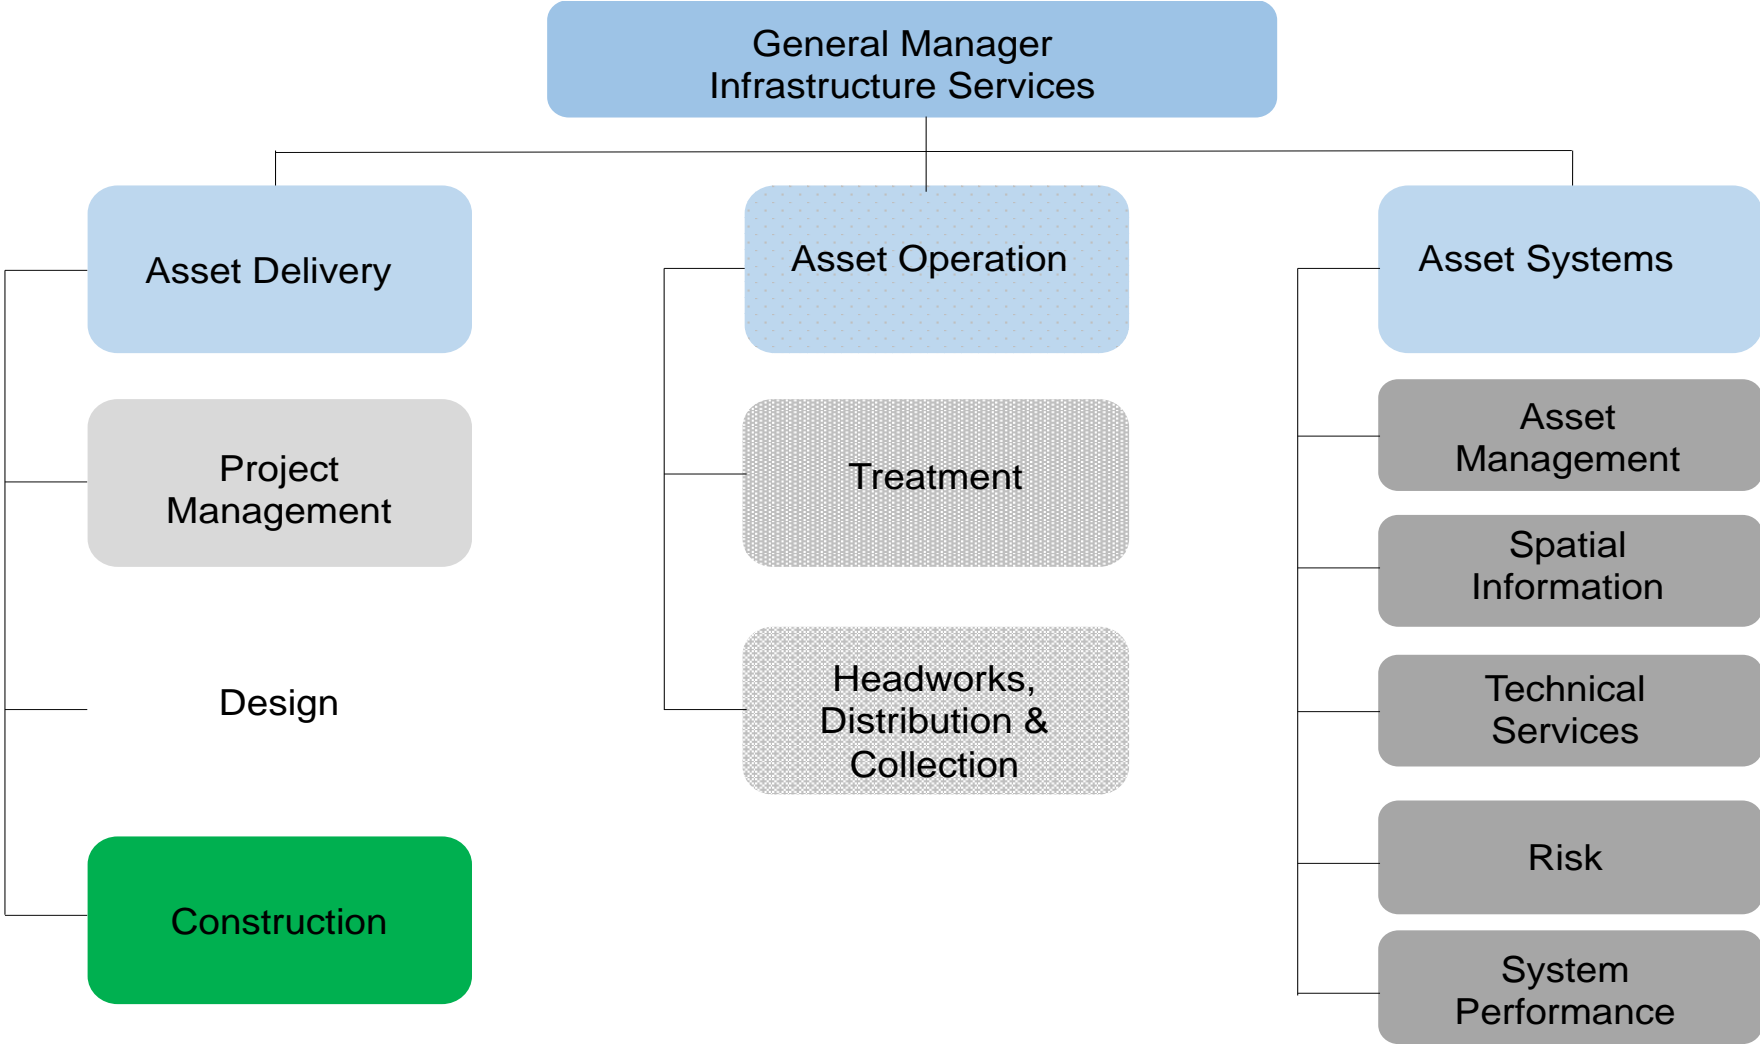 General Manager
Infrastructure Services
Asset Delivery
Project
Management
Design
Construction
Asset Operation
Treatment
Headworks,
Distribution &
Collection
Asset Systems
Asset
Management
Spatial
Information
Technical
Services
Risk
System
Performance